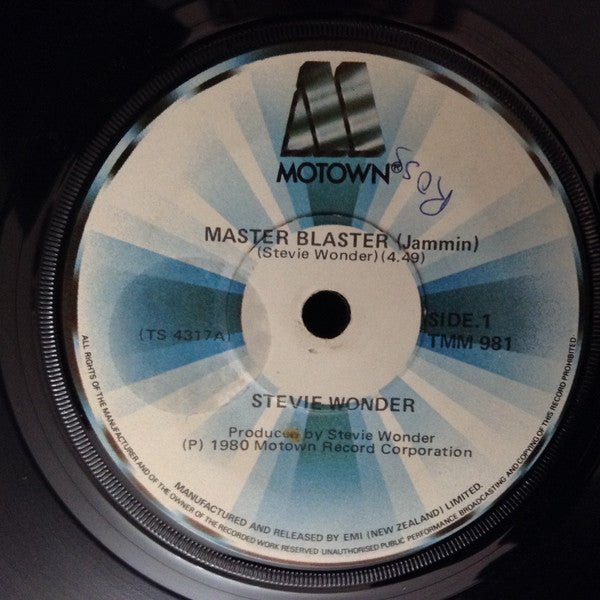 MOTOWN®
Ross
MASTER BLASTER (Jammin)
(Stevie Wonder) (4.49)
SIDE.1
(TS 4317A)
TMM 981
STEVIE WONDER
Produced by Stevie Wonder
(P) 1980 Motown Record Corporation
MANUFACTURED AND RELEASED BY EMI (NEW ZEALAND) LIMITED.
ALL RIGHTS OF THE MANUFACTURER AND OF THE OWNER OF THE RECORDED WORK RESERVED UNAUTHORISED PUBLIC PERFORMANCE BROADCASTING AND COPYING OF THIS RECORD PROHIBITED